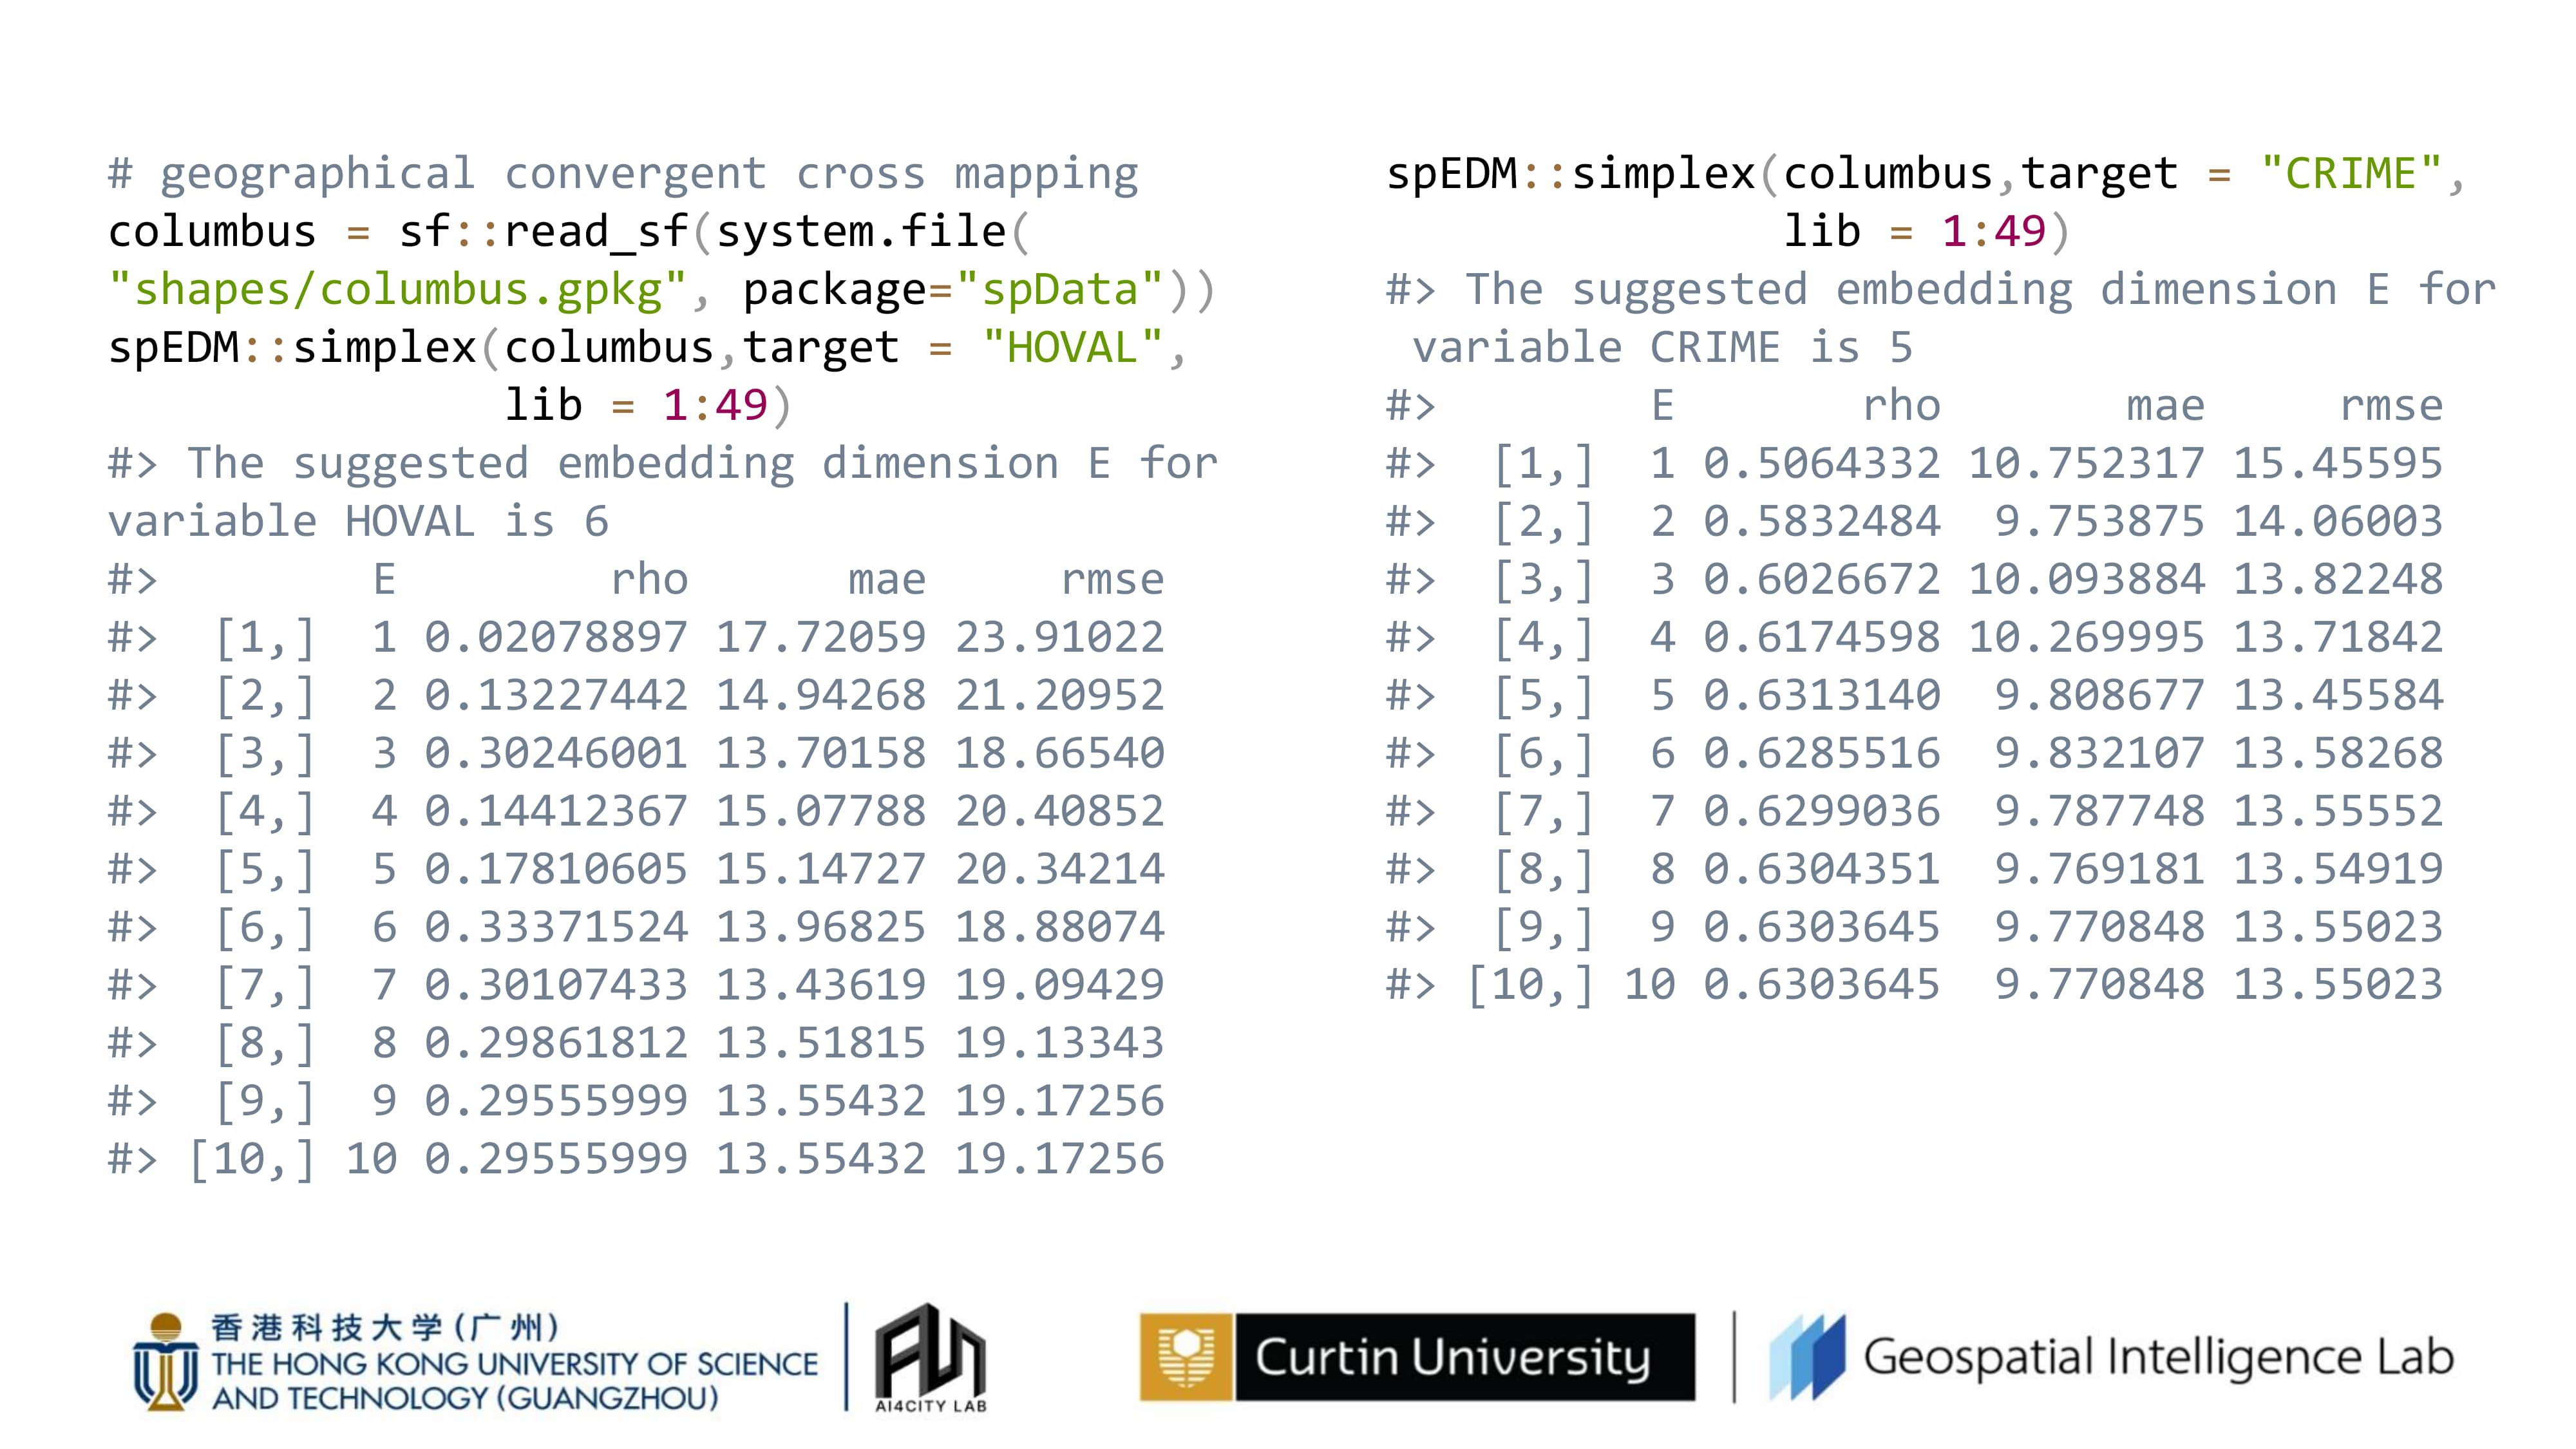 # geographical convergent cross mapping
columbus = sf::read_sf(system.file(
"shapes/columbus.gpkg", package="spData"))
spEDM::simplex(columbus,target = "HOVAL",
               lib = 1:49)
#> The suggested embedding dimension E for
variable HOVAL is 6
#>        E        rho      mae     rmse
#>  [1,]  1 0.02078897 17.72059 23.91022
#>  [2,]  2 0.13227442 14.94268 21.20952
#>  [3,]  3 0.30246001 13.70158 18.66540
#>  [4,]  4 0.14412367 15.07788 20.40852
#>  [5,]  5 0.17810605 15.14727 20.34214
#>  [6,]  6 0.33371524 13.96825 18.88074
#>  [7,]  7 0.30107433 13.43619 19.09429
#>  [8,]  8 0.29861812 13.51815 19.13343
#>  [9,]  9 0.29555999 13.55432 19.17256
#> [10,] 10 0.29555999 13.55432 19.17256
spEDM::simplex(columbus,target = "CRIME",
               lib = 1:49)
#> The suggested embedding dimension E for
 variable CRIME is 5
#>        E       rho       mae     rmse
#>  [1,]  1 0.5064332 10.752317 15.45595
#>  [2,]  2 0.5832484  9.753875 14.06003
#>  [3,]  3 0.6026672 10.093884 13.82248
#>  [4,]  4 0.6174598 10.269995 13.71842
#>  [5,]  5 0.6313140  9.808677 13.45584
#>  [6,]  6 0.6285516  9.832107 13.58268
#>  [7,]  7 0.6299036  9.787748 13.55552
#>  [8,]  8 0.6304351  9.769181 13.54919
#>  [9,]  9 0.6303645  9.770848 13.55023
#> [10,] 10 0.6303645  9.770848 13.55023
香港科技大学(广州)
THE HONG KONG UNIVERSITY OF SCIENCE
AND TECHNOLOGY (GUANGZHOU)
AI4CITY LAB
Curtin University
Geospatial Intelligence Lab